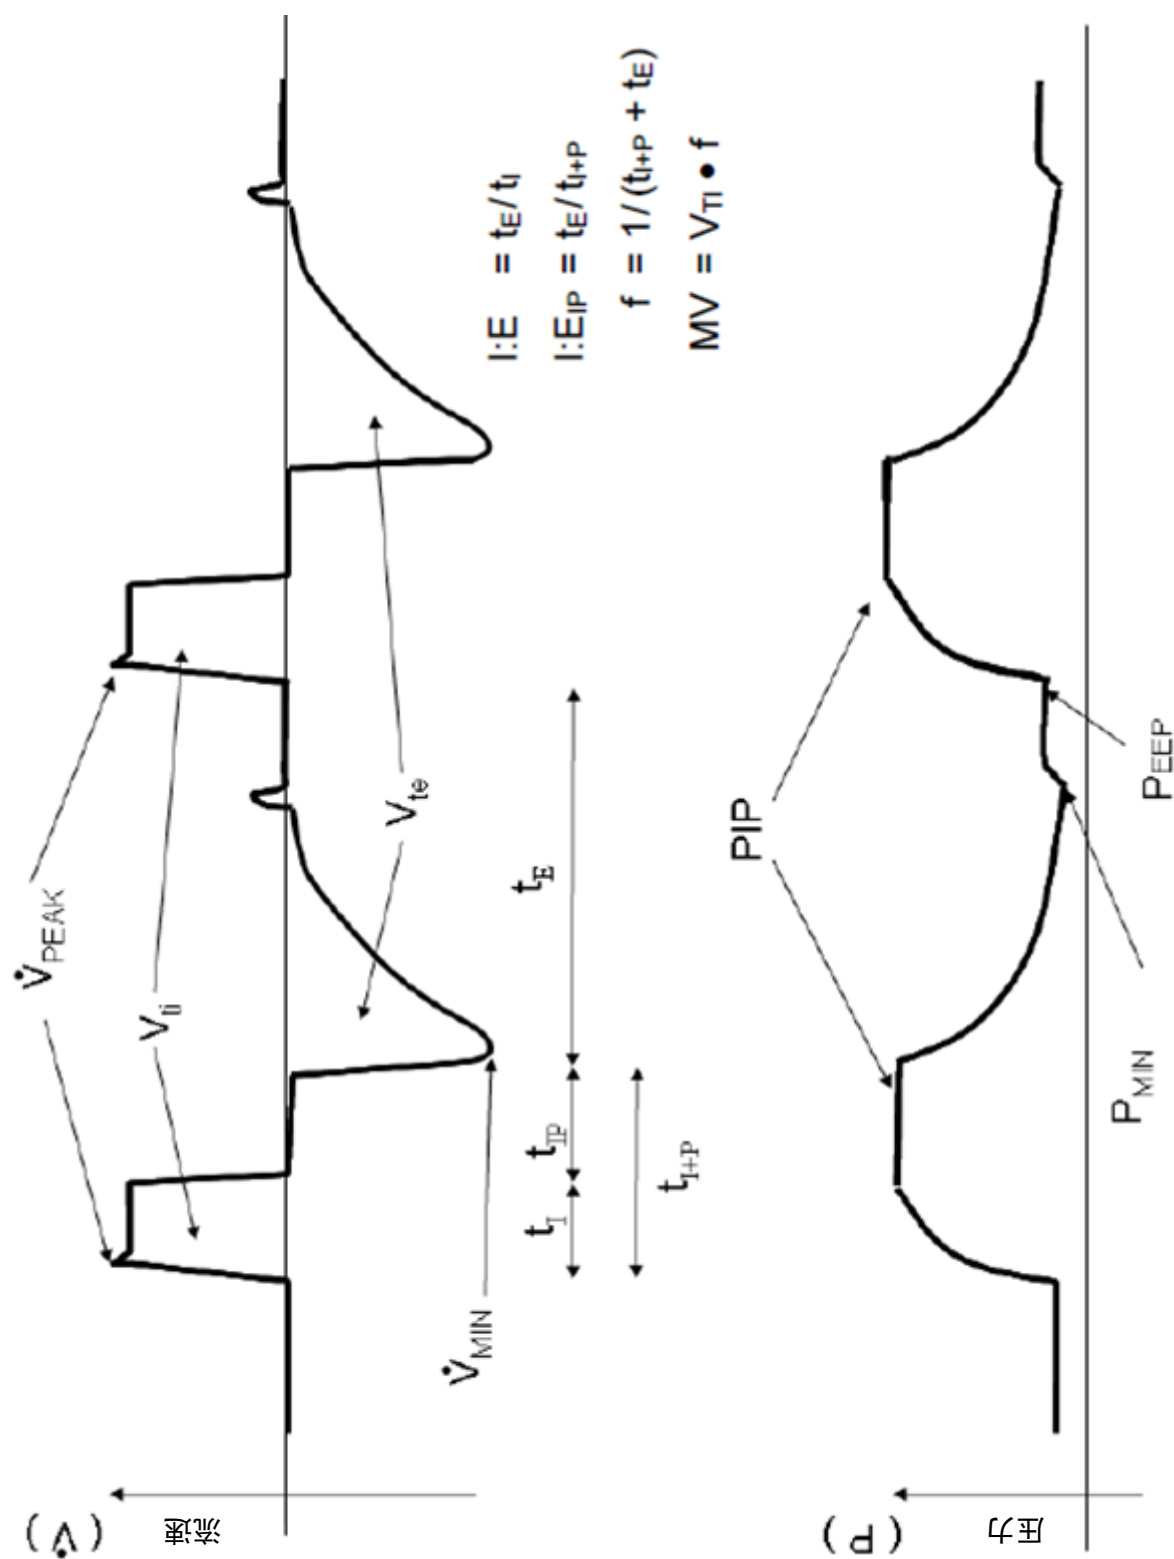 流速 (V̇)
V̇PEAK
Vti
Vte
V̇MIN
tI
tIP
tE
tI+P
I:E = tE/tI
I:EIP = tE/tI+P
f = 1/(tI+P + tE)
MV = VTI • f
压力 (P)
PIP
PMIN
PEEP